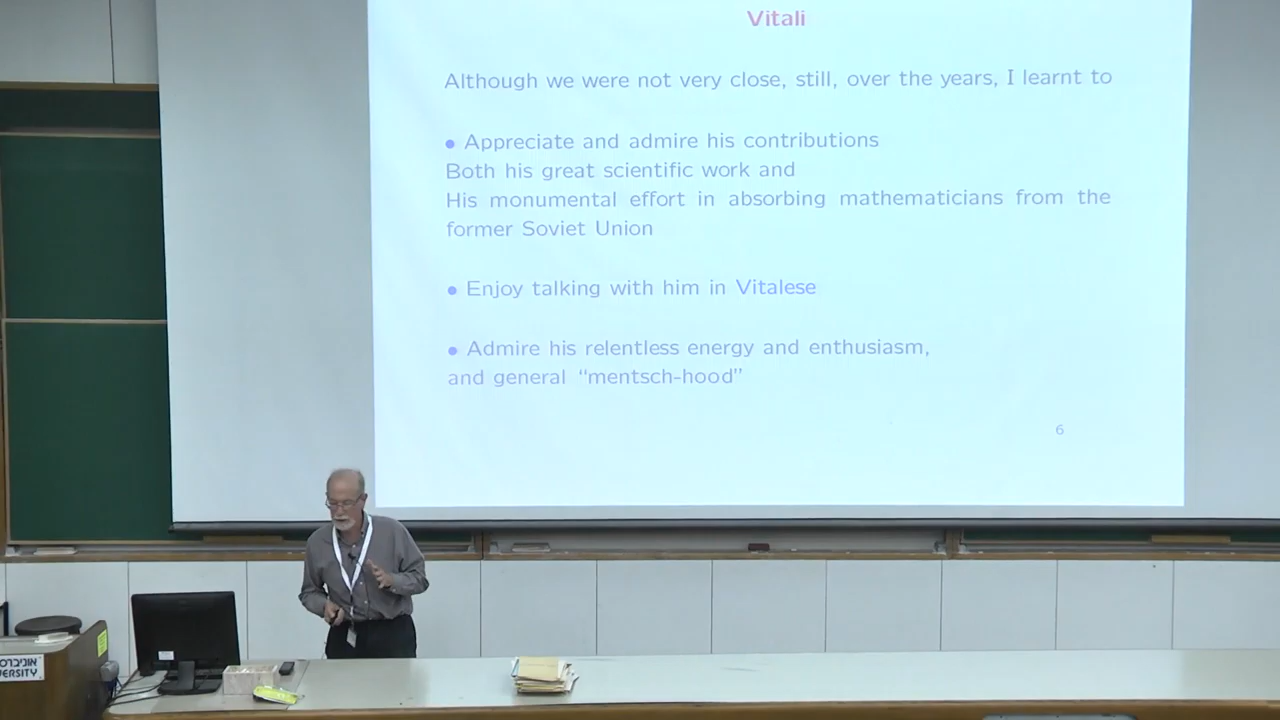 Vitali
Although we were not very close, still, over the years, I learnt to
• Appreciate and admire his contributions
Both his great scientific work and
His monumental effort in absorbing mathematicians from the
former Soviet Union
• Enjoy talking with him in Vitalese
• Admire his relentless energy and enthusiasm,
and general “mentsch-hood”
6